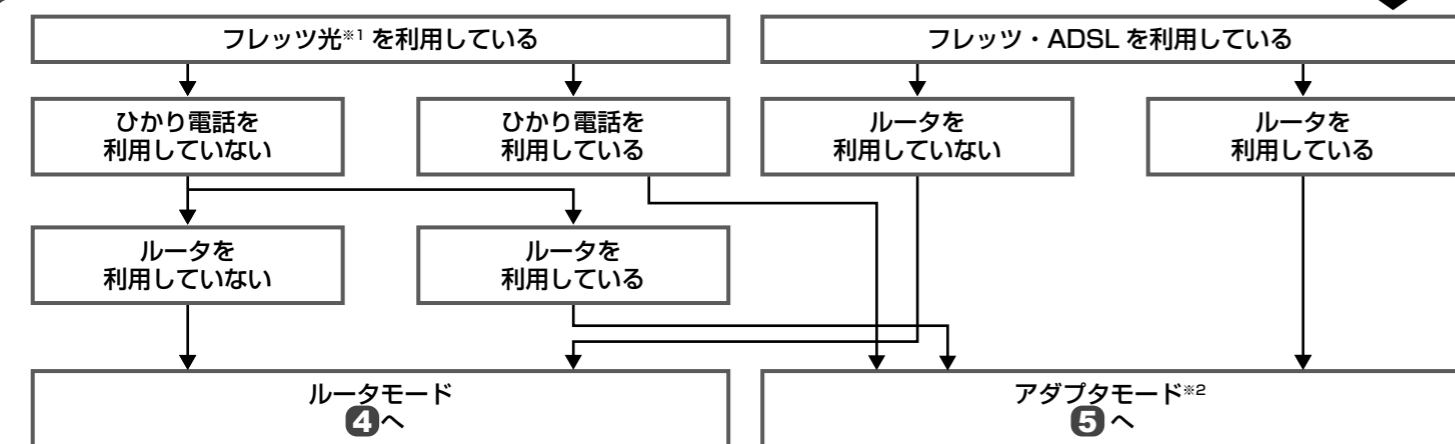 フレッツ光※1 を利用している
フレッツ・ADSL を利用している
ひかり電話を
利用していない
ひかり電話を
利用している
ルータを
利用していない
ルータを
利用している
ルータを
利用していない
ルータを
利用している
ルータモード
4へ
アダプタモード※2
5へ